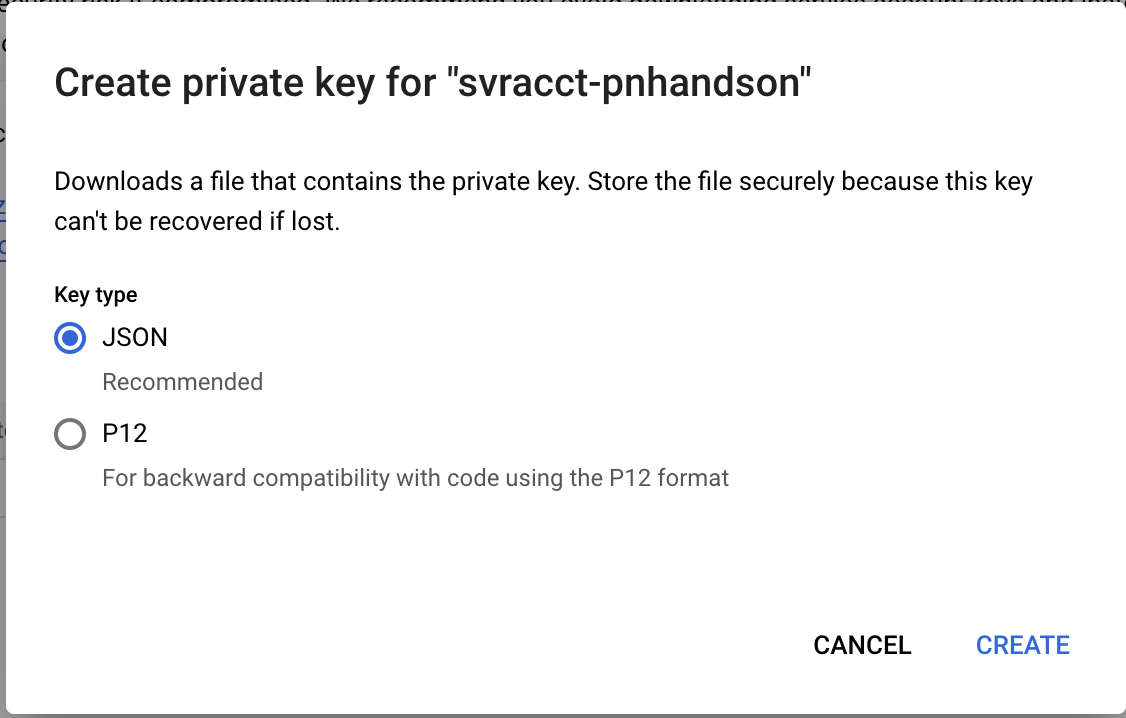 Create private key for "svracct-pnhandson"
Downloads a file that contains the private key. Store the file securely because this key
can't be recovered if lost.
Key type
JSON
Recommended
P12
For backward compatibility with code using the P12 format
CANCEL
CREATE